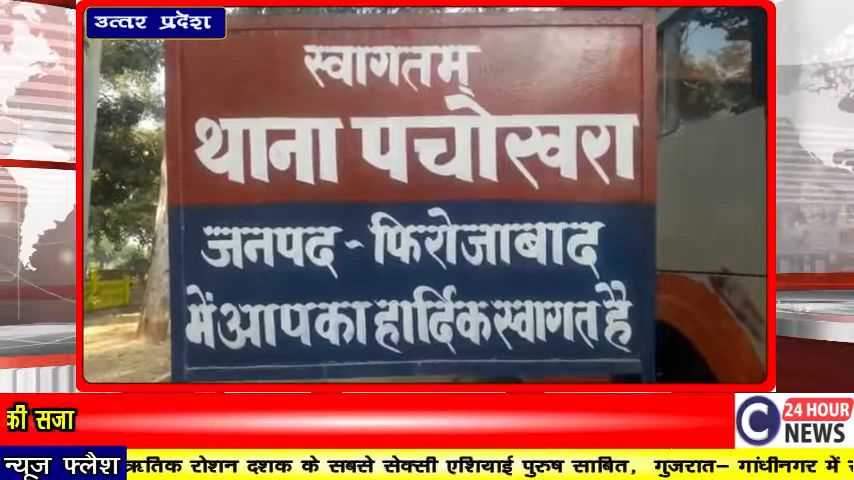 उत्तर प्रदेश
स्वागतम्
थाना पचोखरा
जनपद - फिरोजाबाद
में आपका हार्दिक स्वागत है
की सजा
C 24 HOUR
NEWS
न्यूज फ्लैश ऋतिक रोशन दशक के सबसे सेक्सी एशियाई पुरुष साबित, गुजरात– गांधीनगर में